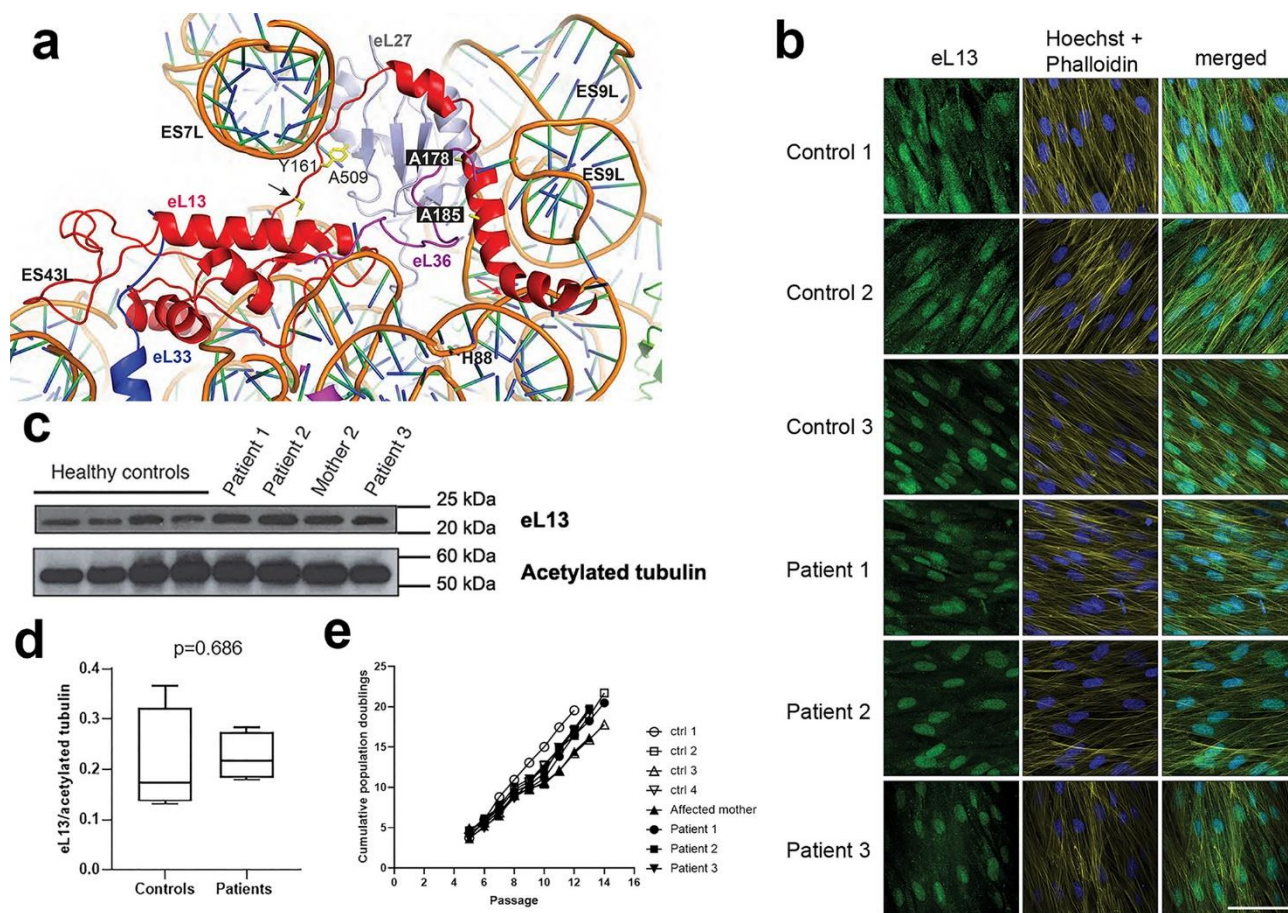 a
eL27
ES7L
ES9L
Y161
A509
A178
ES9L
eL13
A185
eL36
ES43L
H88
eL33
b
eL13
Hoechst +
Phalloidin
merged
Control 1
Control 2
Control 3
Patient 1
Patient 2
Patient 3
c
Healthy controls
Patient 1
Patient 2
Mother 2
Patient 3
25 kDa
20 kDa
eL13
60 kDa
50 kDa
Acetylated tubulin
d
p=0.686
eL13/acetylated tubulin
0.4
0.3
0.2
0.1
0.0
Controls
Patients
e
Cumulative population doublings
25
20
15
10
5
0
0 2 4 6 8 10 12 14 16
Passage
ctrl 1
ctrl 2
ctrl 3
ctrl 4
Affected mother
Patient 1
Patient 2
Patient 3